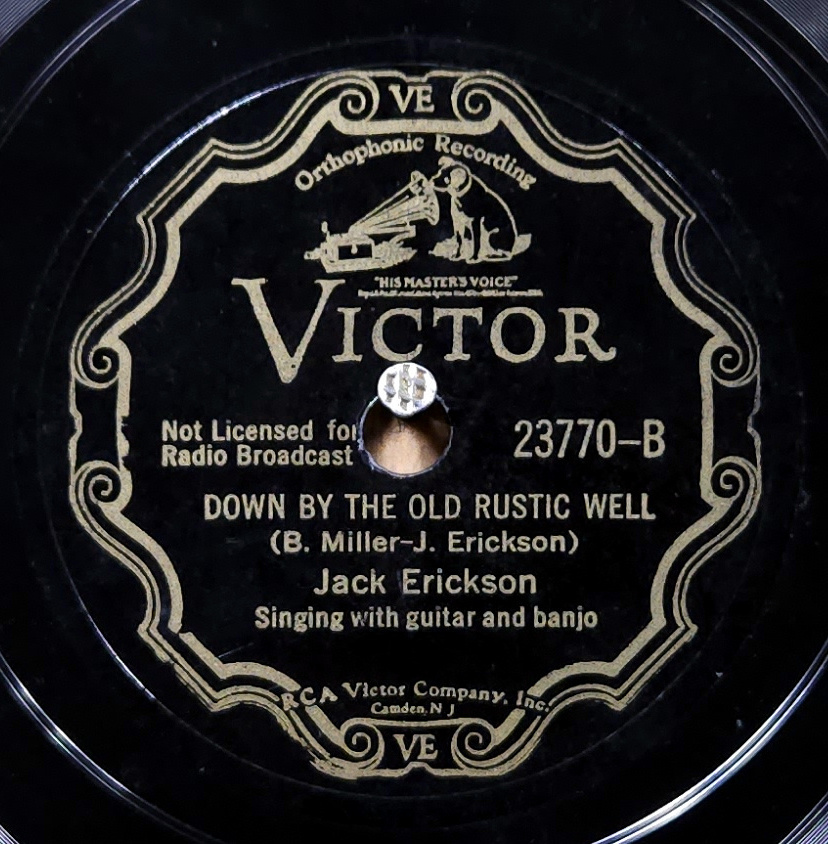 VE
Orthophonic Recording
"HIS MASTER'S VOICE"
VICTOR
Not Licensed for
Radio Broadcast
23770-B
DOWN BY THE OLD RUSTIC WELL
(B. Miller-J. Erickson)
Jack Erickson
Singing with guitar and banjo
RCA Victor Company, Inc.
Camden, N J
VE